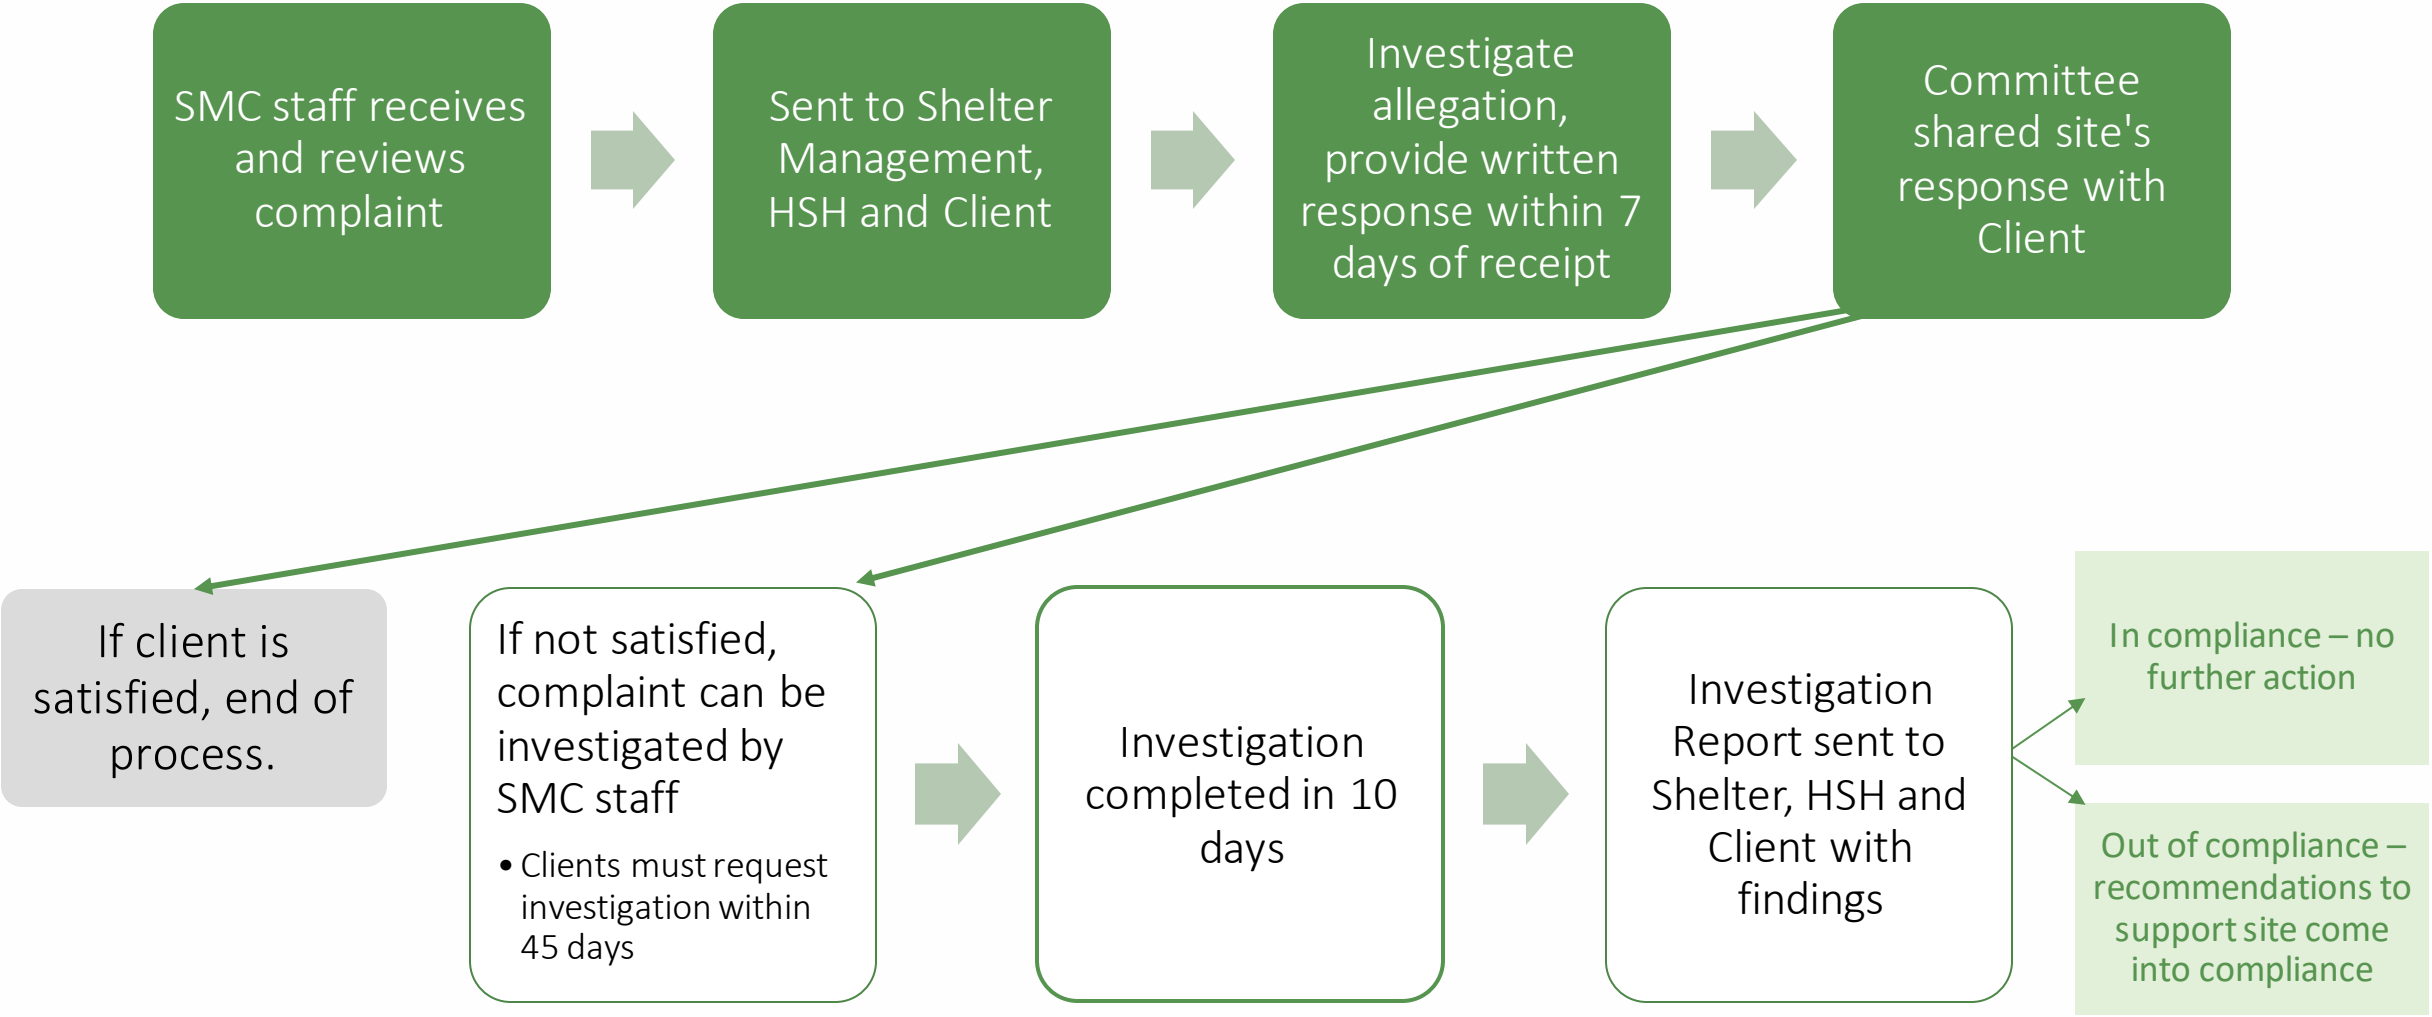 SMC staff receives
and reviews
complaint
Sent to Shelter
Management,
HSH and Client
Investigate
allegation,
provide written
response within 7
days of receipt
Committee
shared site's
response with
Client
If client is
satisfied, end of
process.
If not satisfied,
complaint can be
investigated by
SMC staff
• Clients must request
investigation within
45 days
Investigation
completed in 10
days
Investigation
Report sent to
Shelter, HSH and
Client with
findings
In compliance – no
further action
Out of compliance –
recommendations to
support site come
into compliance